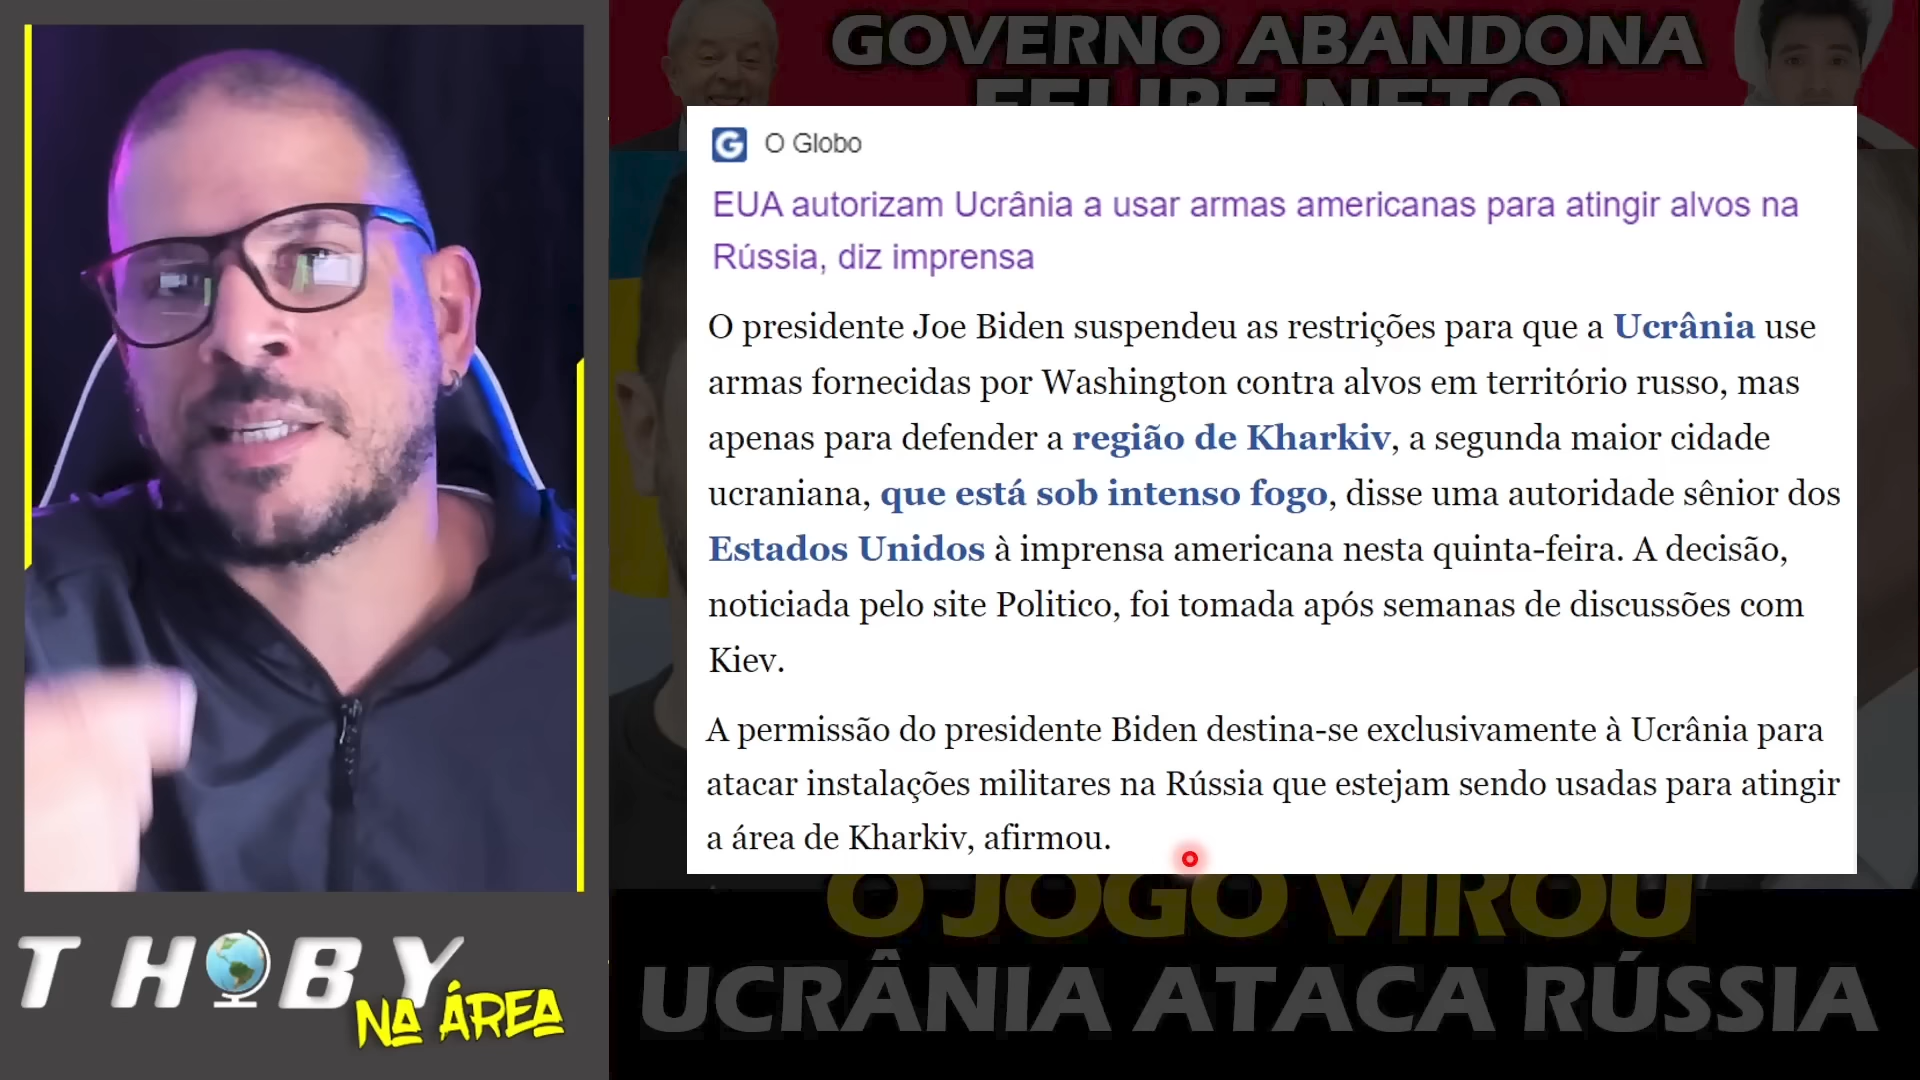 GOVERNO ABANDONA
FELIPE NETO
G O Globo
EUA autorizam Ucrânia a usar armas americanas para atingir alvos na
Rússia, diz imprensa
O presidente Joe Biden suspendeu as restrições para que a Ucrânia use
armas fornecidas por Washington contra alvos em território russo, mas
apenas para defender a região de Kharkiv, a segunda maior cidade
ucraniana, que está sob intenso fogo, disse uma autoridade sênior dos
Estados Unidos à imprensa americana nesta quinta-feira. A decisão,
noticiada pelo site Politico, foi tomada após semanas de discussões com
Kiev.
A permissão do presidente Biden destina-se exclusivamente à Ucrânia para
atacar instalações militares na Rússia que estejam sendo usadas para atingir
a área de Kharkiv, afirmou.
O JOGO VIROU
UCRÂNIA ATACA RÚSSIA
THOBY
NA ÁREA